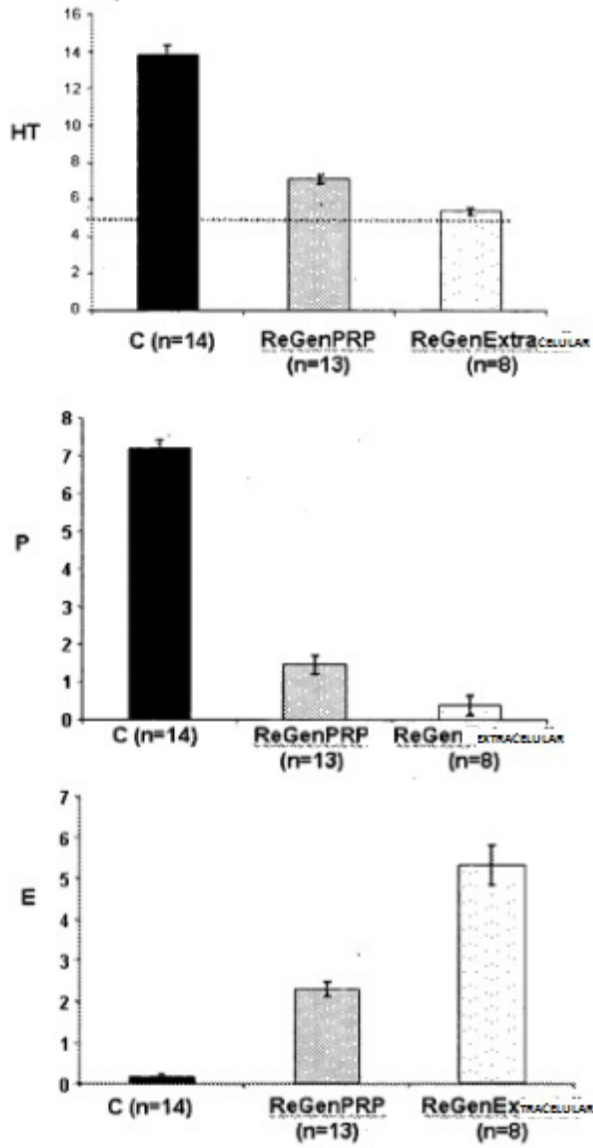 16
14
12
10
HT
8
6
4
2
0
C (n=14) ReGenPRP ReGenExtraCELULAR
(n=13) (n=8)
8
7
6
5
P
4
3
2
1
0
C (n=14) ReGenPRP ReGen EXTRACELULAR
(n=13) (n=8)
7
6
5
E
4
3
2
1
0
C (n=14) ReGenPRP ReGenExTRACELULAR
(n=13) (n=8)